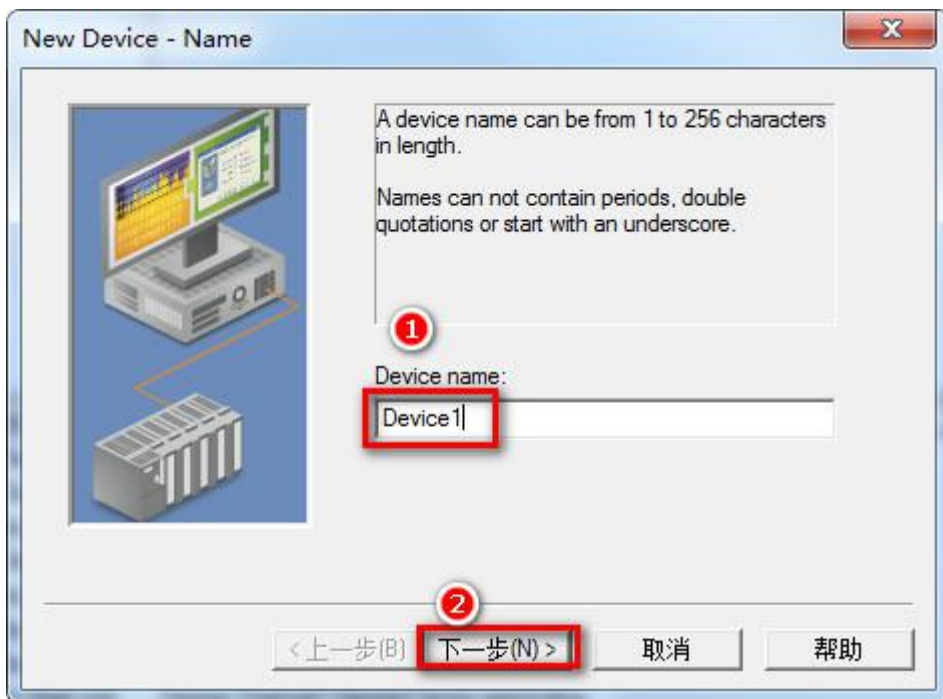 New Device - Name
A device name can be from 1 to 256 characters
in length.
Names can not contain periods, double
quotations or start with an underscore.
1
Device name:
Device1
2
<上一步(B) 下一步(N) > 取消 帮助